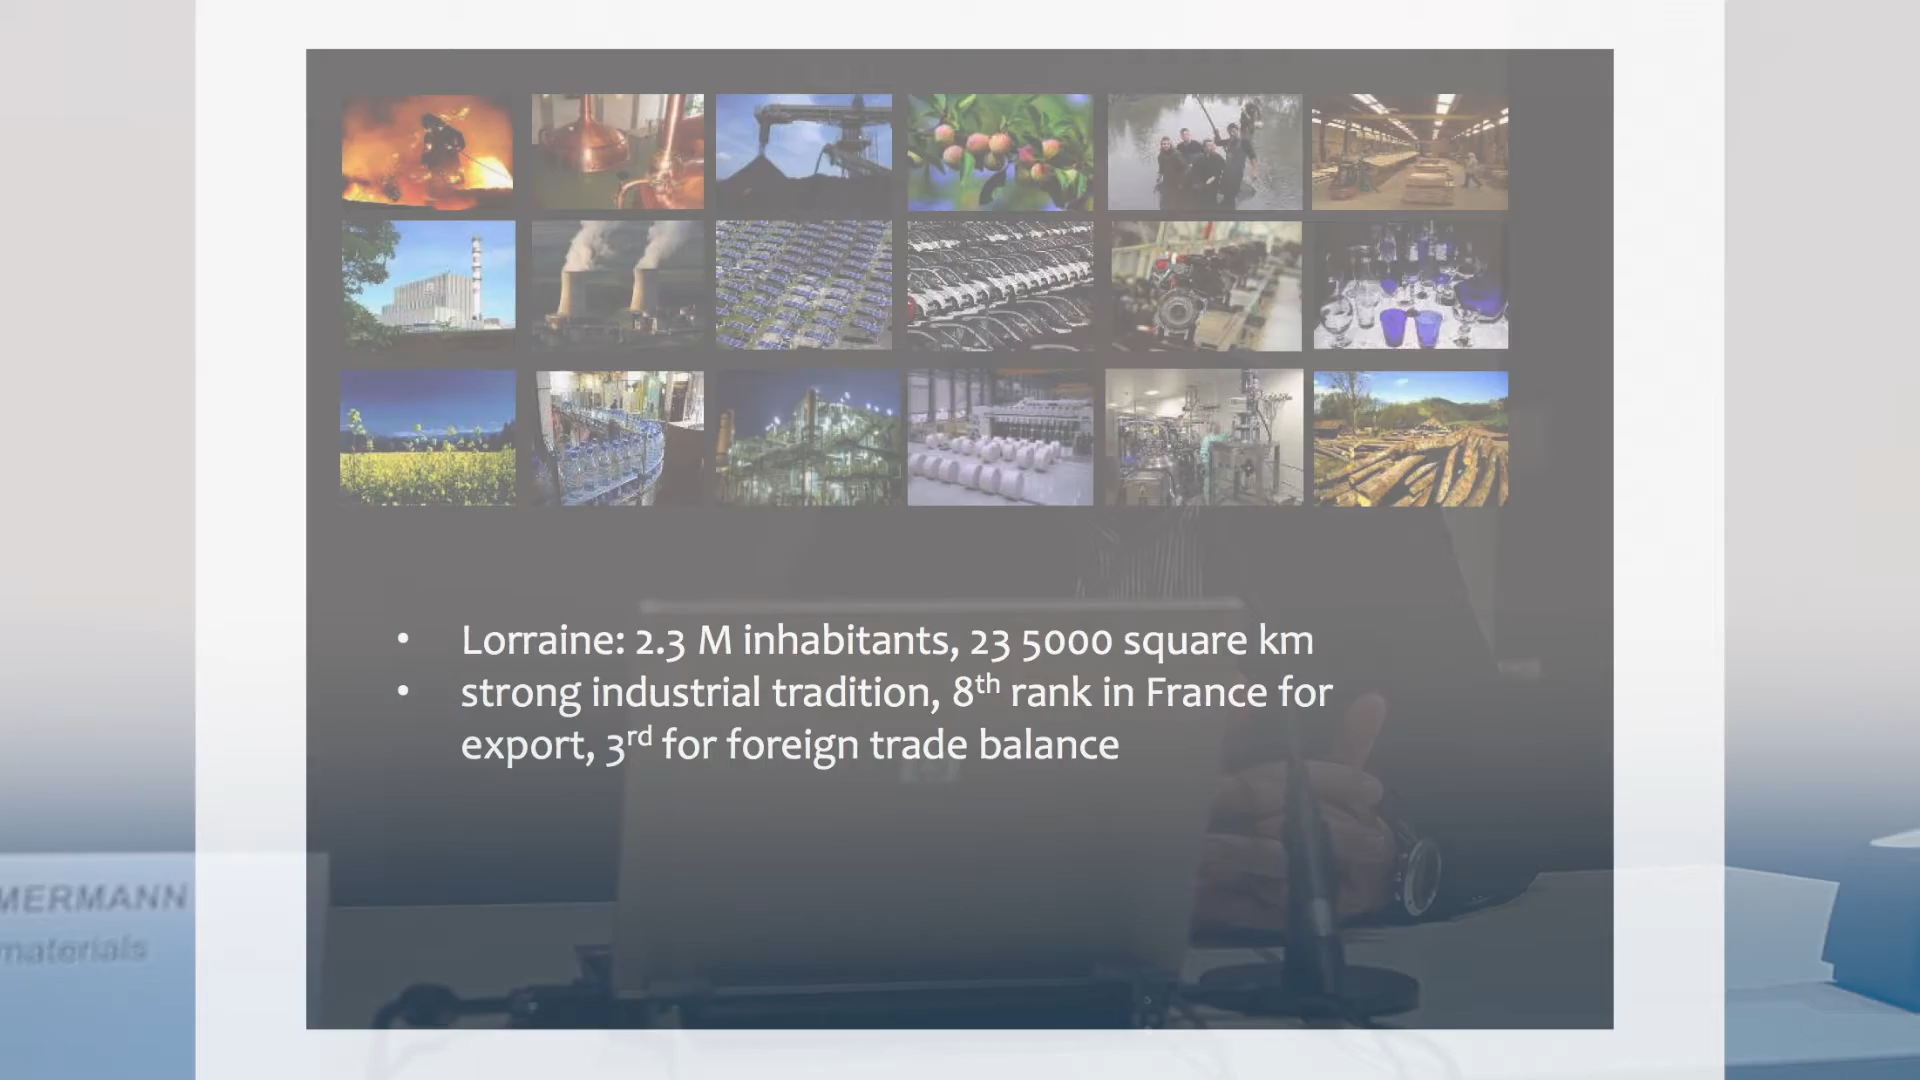 Lorraine: 2.3 M inhabitants, 23 5000 square km
strong industrial tradition, 8th rank in France for
export, 3rd for foreign trade balance
MERMANN
materials